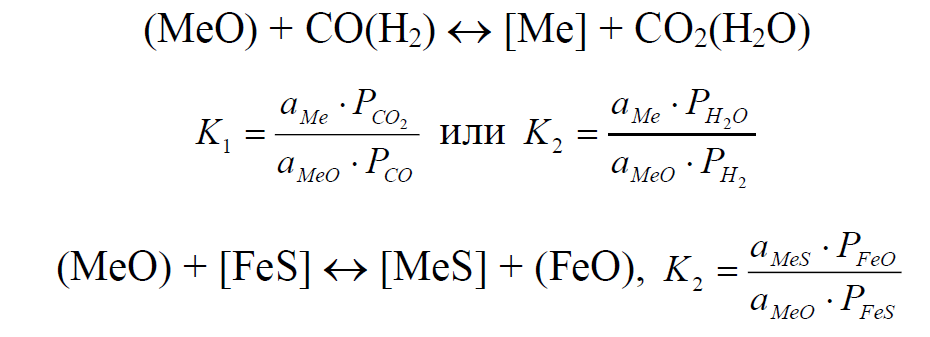 (MeO) + CO(H₂) ↔ [Me] + CO₂(H₂O)
K₁ = (a_Me · P_CO₂) / (a_MeO · P_CO) или K₂ = (a_Me · P_H₂O) / (a_MeO · P_H₂)
(MeO) + [FeS] ↔ [MeS] + (FeO), K₂ = (a_MeS · P_FeO) / (a_MeO · P_FeS)